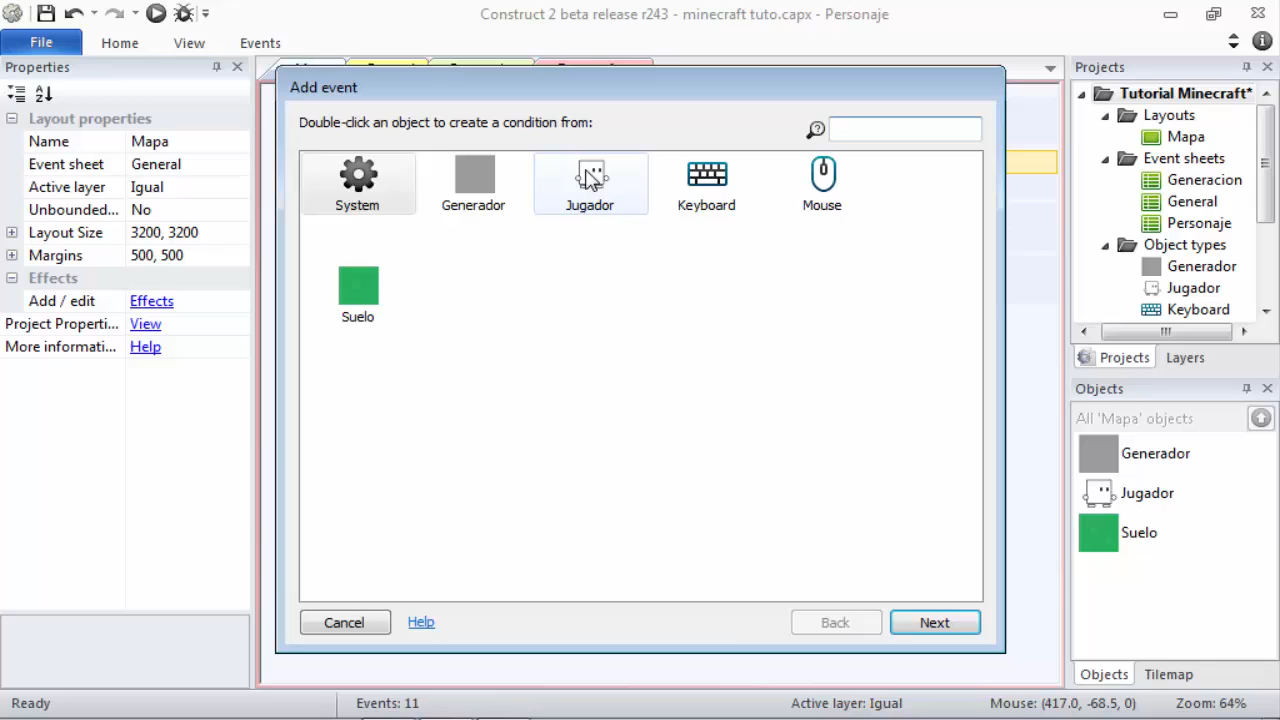 Construct 2 beta release r243 - minecraft tuto.capx - Personaje
File Home View Events
Properties
Layout properties
Name Mapa
Event sheet General
Active layer Igual
Unbounded... No
Layout Size 3200, 3200
Margins 500, 500
Effects
Add / edit Effects
Project Properti... View
More informati... Help
Add event
Double-click an object to create a condition from:
System Generador Jugador Keyboard Mouse
Suelo
Cancel Help Back Next
Projects
Tutorial Minecraft*
Layouts
Mapa
Event sheets
Generacion
General
Personaje
Object types
Generador
Jugador
Keyboard
Projects Layers
Objects
All 'Mapa' objects
Generador
Jugador
Suelo
Objects Tilemap
Ready Events: 11 Active layer: Igual Mouse: (417.0, -68.5, 0) Zoom: 64%